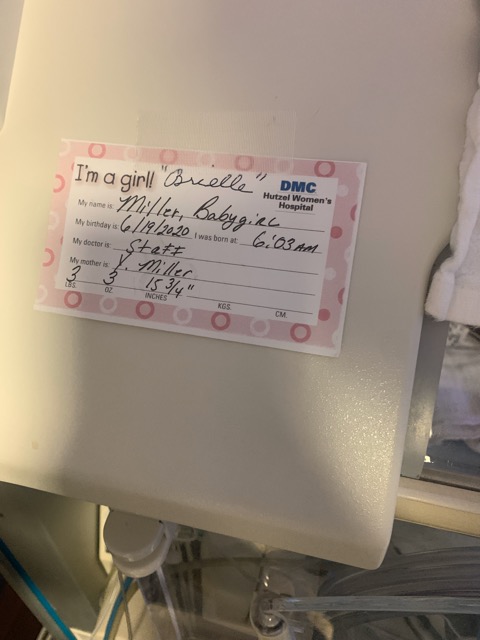 I'm a girl! "Brielle"
DMC
Hutzel Women's
Hospital
My name is: Miller, Babygirl
My birthday is: 6/19/2020 I was born at: 6:03 AM
My doctor is: Staff
My mother is: Y. Miller
3 3 15 3/4"
LBS. OZ INCHES KGS. CM.